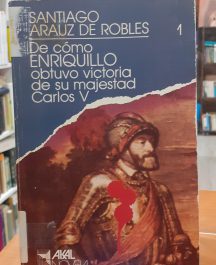 SANTIAGO
ARAUZ DE ROBLES
1
De cómo
ENRIQUILLO
obtuvo victoria
de su majestad
Carlos V
AKAL